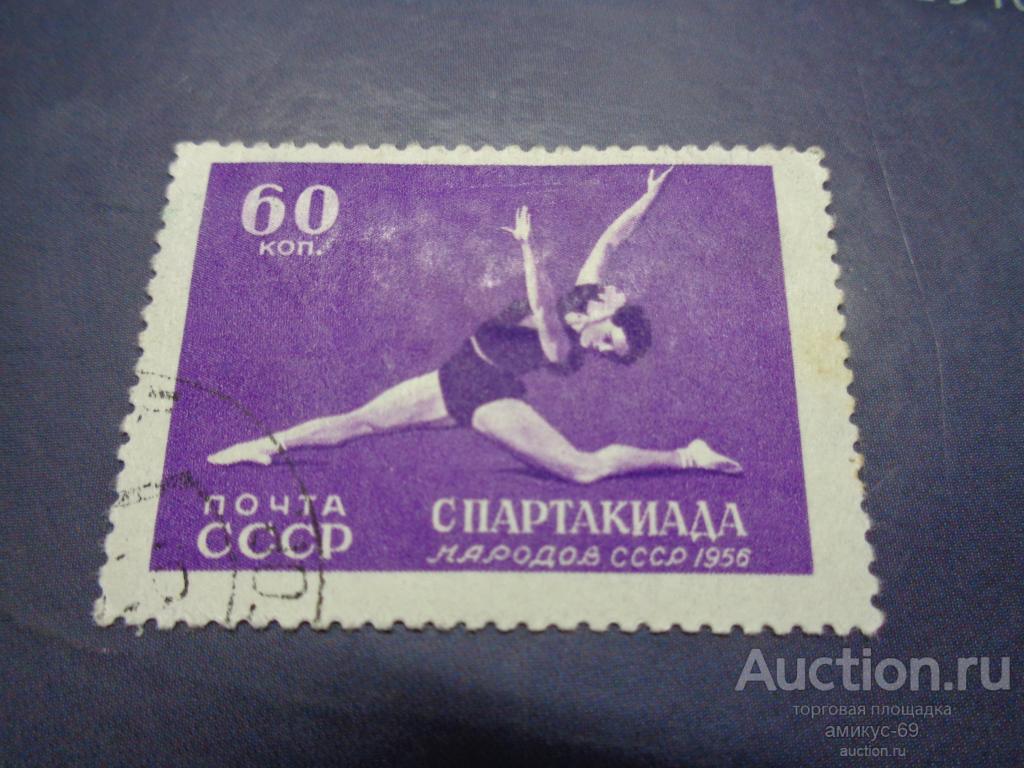 60
коп.
ПОЧТА
СССР
СПАРТАКИАДА
НАРОДОВ СССР 1956
Auction.ru
торговая площадка
амикус-69
auction.ru